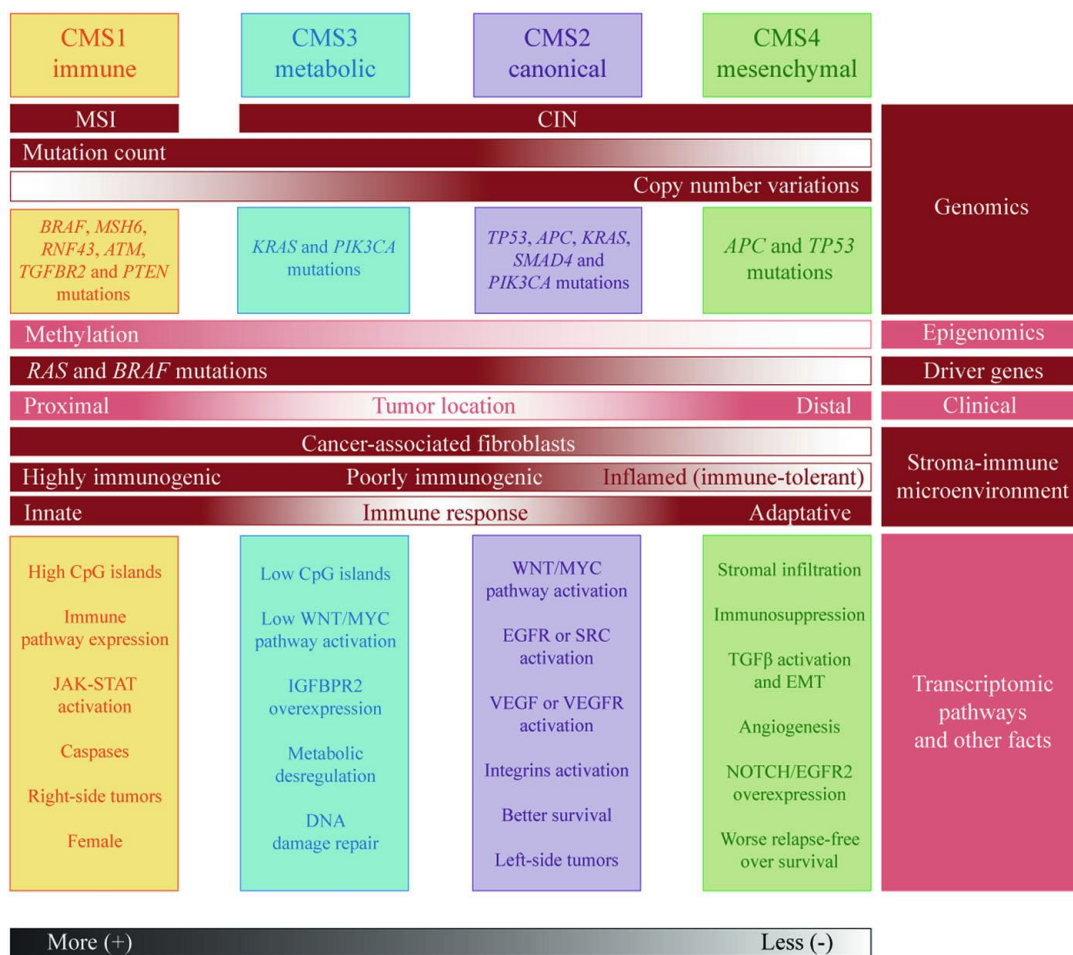 CMS1
immune
CMS3
metabolic
CMS2
canonical
CMS4
mesenchymal
MSI
CIN
Mutation count
Copy number variations
Genomics
BRAF, MSH6,
RNF43, ATM,
TGFBR2 and PTEN
mutations
KRAS and PIK3CA
mutations
TP53, APC, KRAS,
SMAD4 and
PIK3CA mutations
APC and TP53
mutations
Methylation
Epigenomics
RAS and BRAF mutations
Driver genes
Proximal
Tumor location
Distal
Clinical
Cancer-associated fibroblasts
Highly immunogenic
Poorly immunogenic
Inflamed (immune-tolerant)
Innate
Immune response
Adaptative
Stroma-immune
microenvironment
High CpG islands
Immune
pathway expression
JAK-STAT
activation
Caspases
Right-side tumors
Female
Low CpG islands
Low WNT/MYC
pathway activation
IGFBPR2
overexpression
Metabolic
desregulation
DNA
damage repair
WNT/MYC
pathway activation
EGFR or SRC
activation
VEGF or VEGFR
activation
Integrins activation
Better survival
Left-side tumors
Stromal infiltration
Immunosuppression
TGFβ activation
and EMT
Angiogenesis
NOTCH/EGFR2
overexpression
Worse relapse-free
over survival
Transcriptomic
pathways
and other facts
More (+)
Less (-)